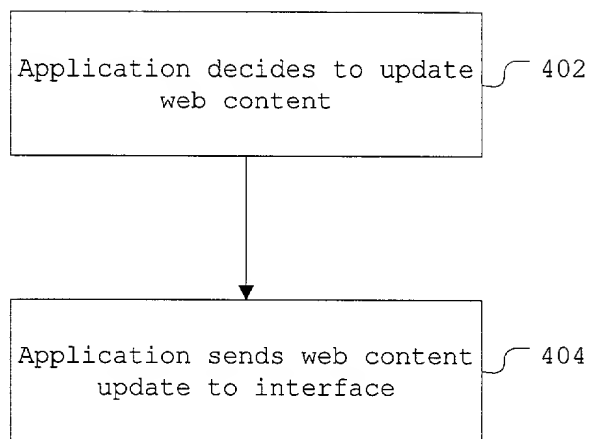 Application decides to update
web content
402
Application sends web content
update to interface
404